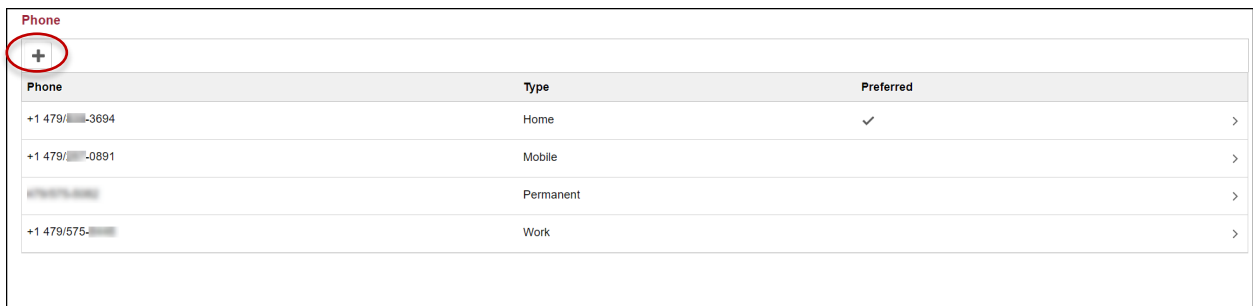 Phone
Phone Type Preferred
+1 479/ -3694 Home
+1 479/ -0891 Mobile
Permanent
+1 479/575- Work